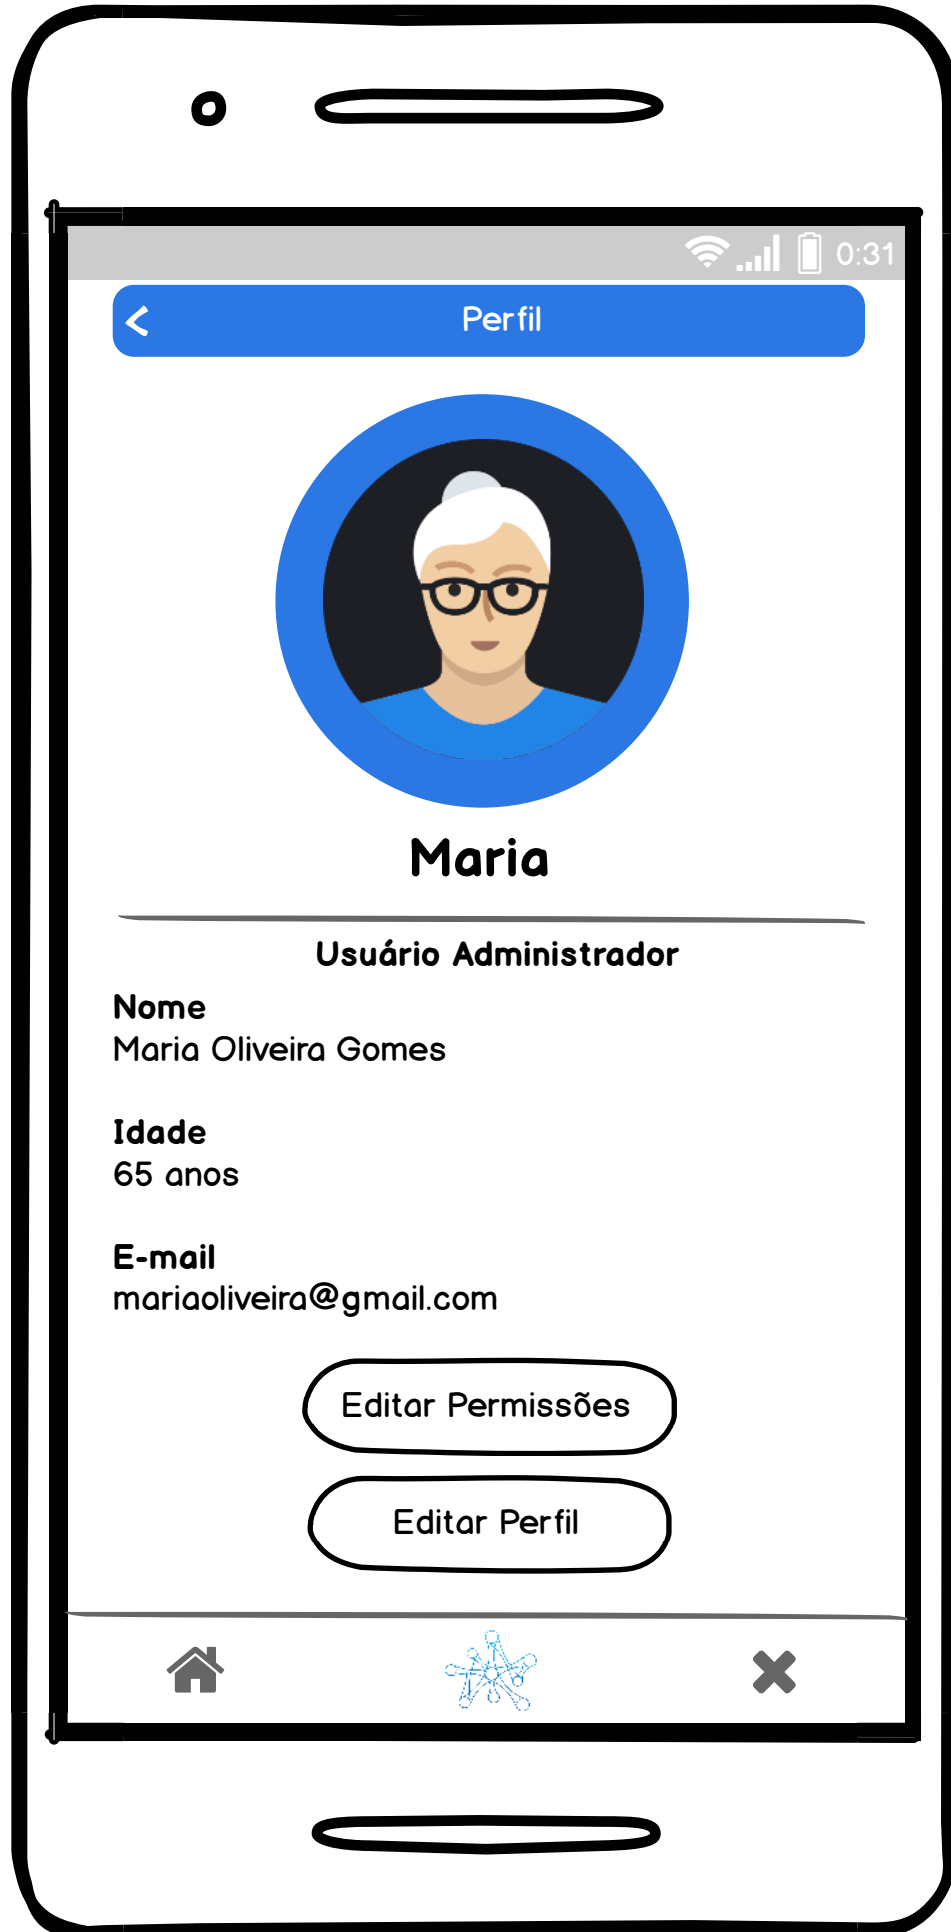 0:31
Perfil
Maria
Usuário Administrador
Nome
Maria Oliveira Gomes
Idade
65 anos
E-mail
mariaoliveira@gmail.com
Editar Permissões
Editar Perfil